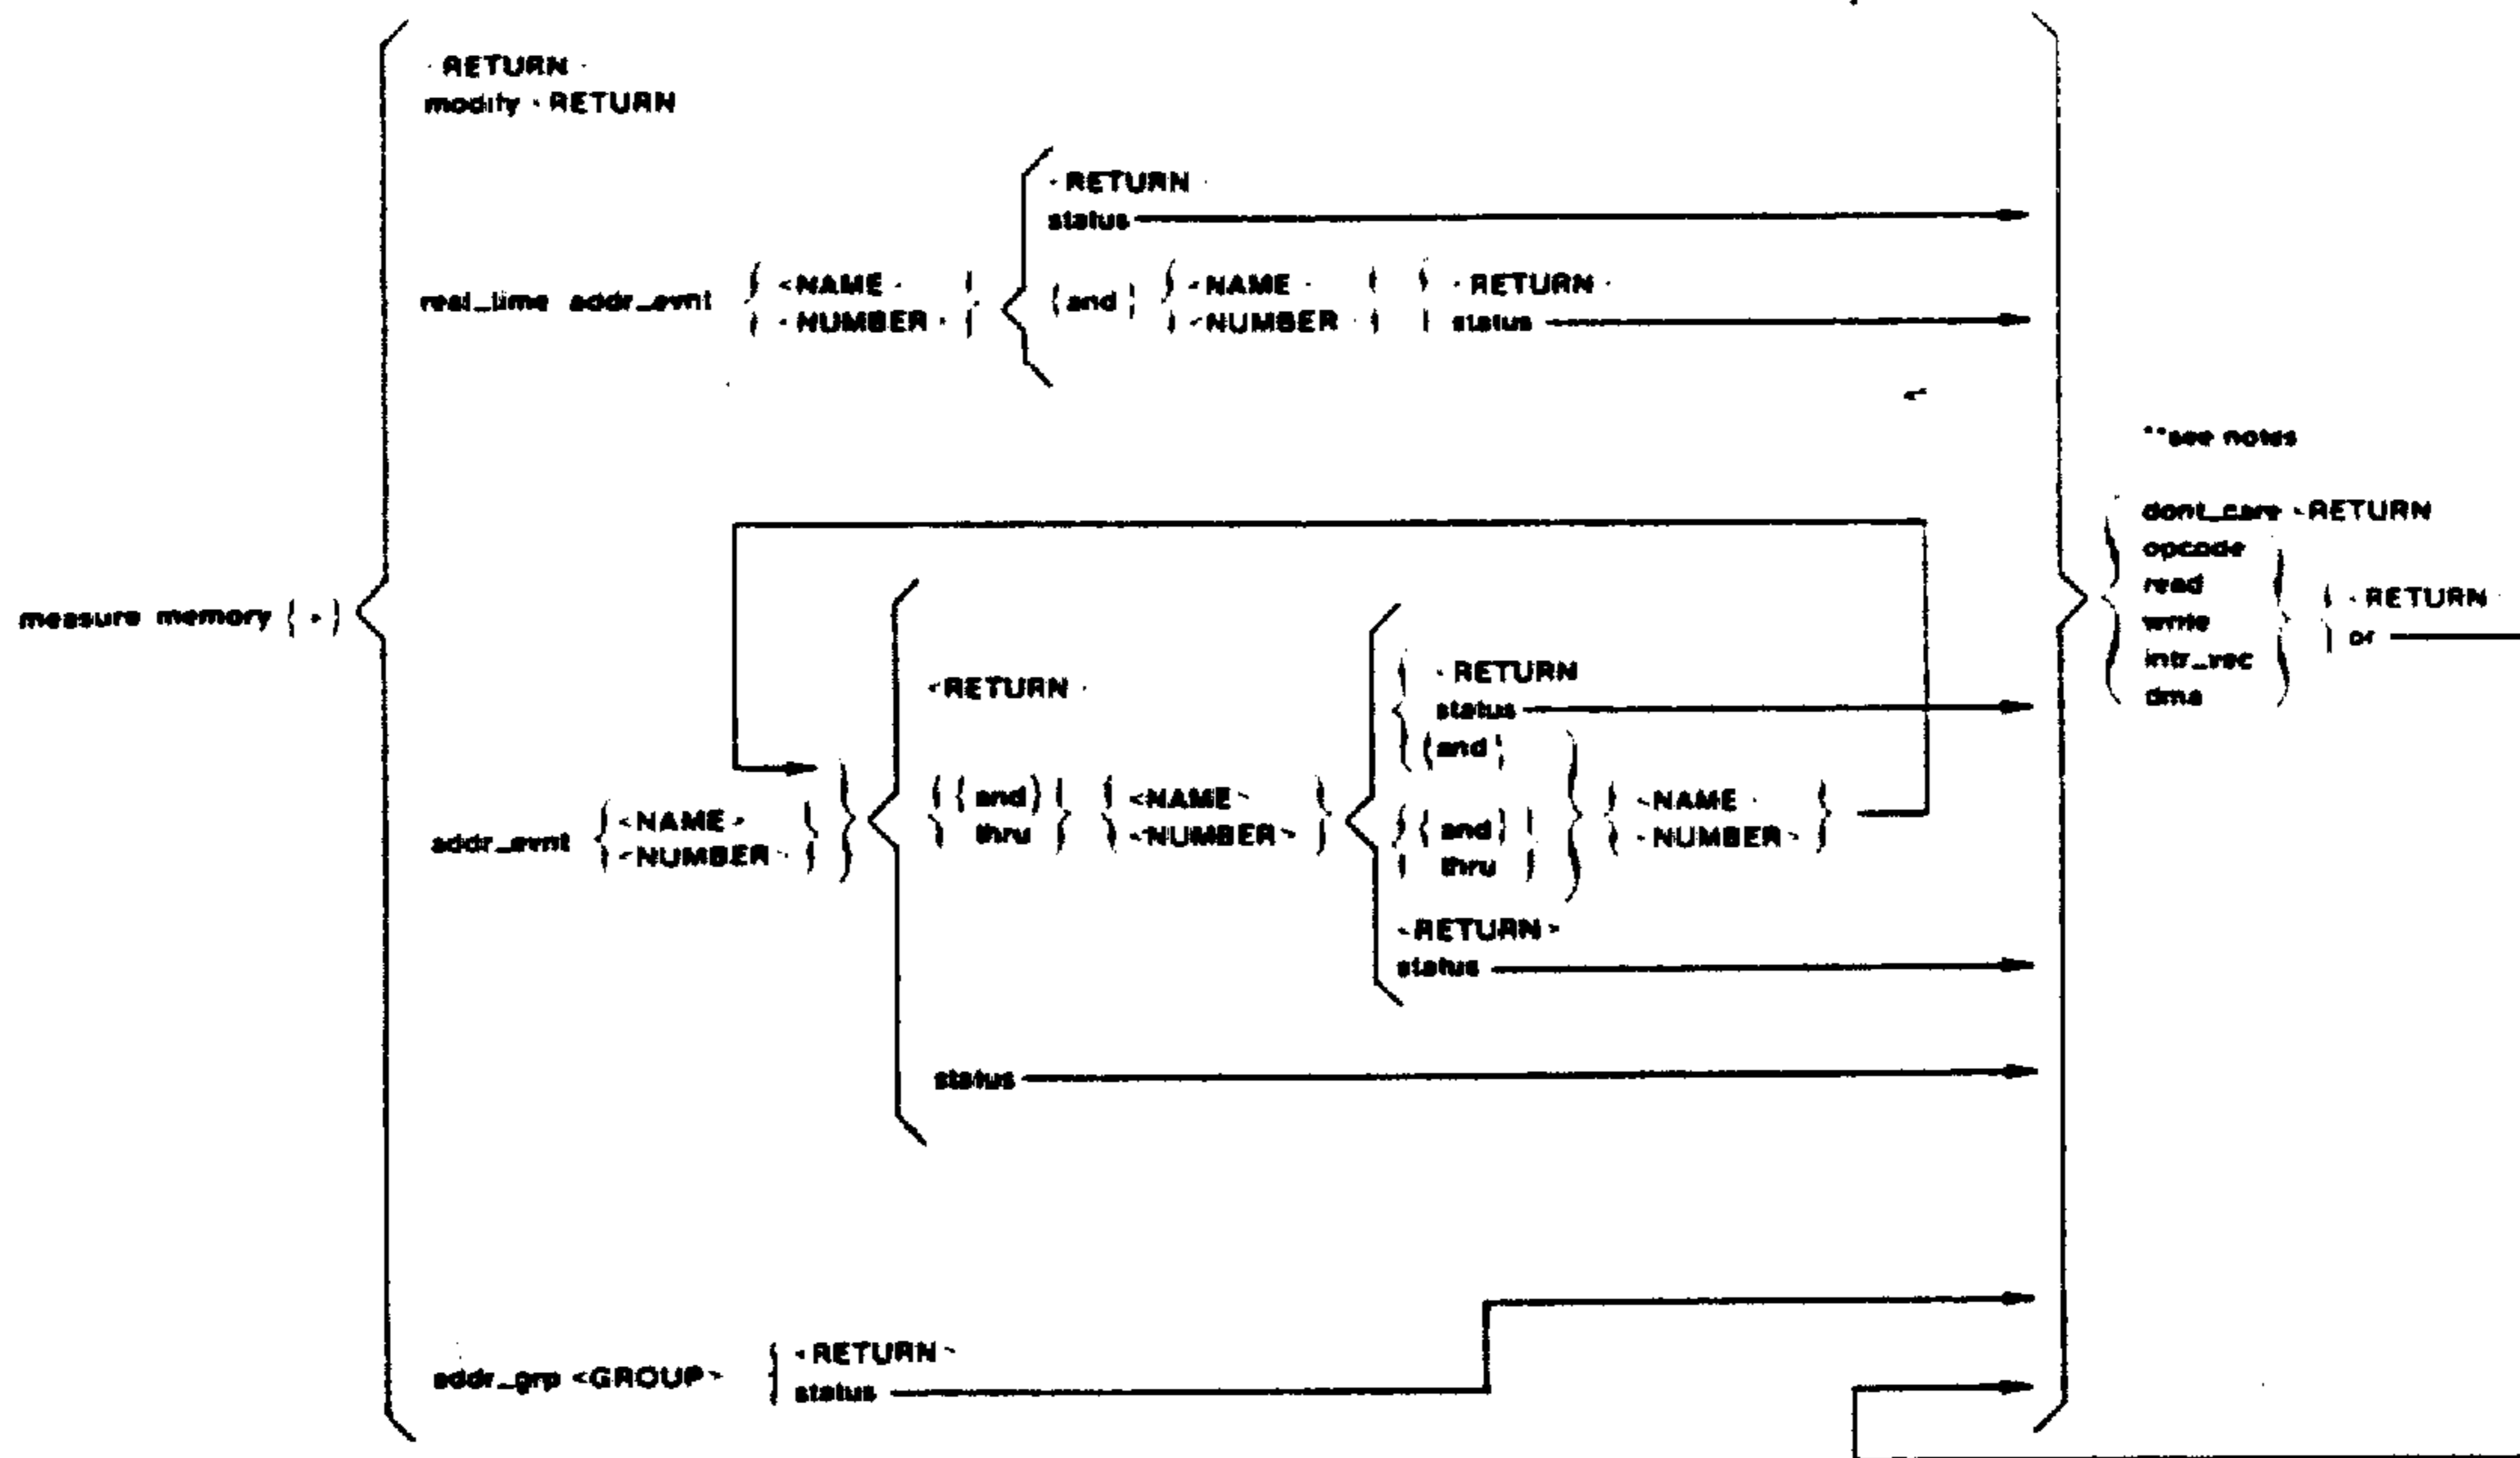 <RETURN>
modify <RETURN>
<RETURN>
status
real_time addr_evnt { <NAME> { and } <NAME> <RETURN>
<NUMBER> <NUMBER> status
**see notes
dont_care <RETURN>
opcode
read
write
intr_vec
dma
<RETURN>
or
measure memory { }
<RETURN>
<RETURN>
status
{and}
{ and } <NAME> <NAME>
thru <NUMBER> <NUMBER>
addr_evnt <NAME>
<NUMBER>
{ and }
thru
<RETURN>
status
status
addr_grp <GROUP> <RETURN>
status